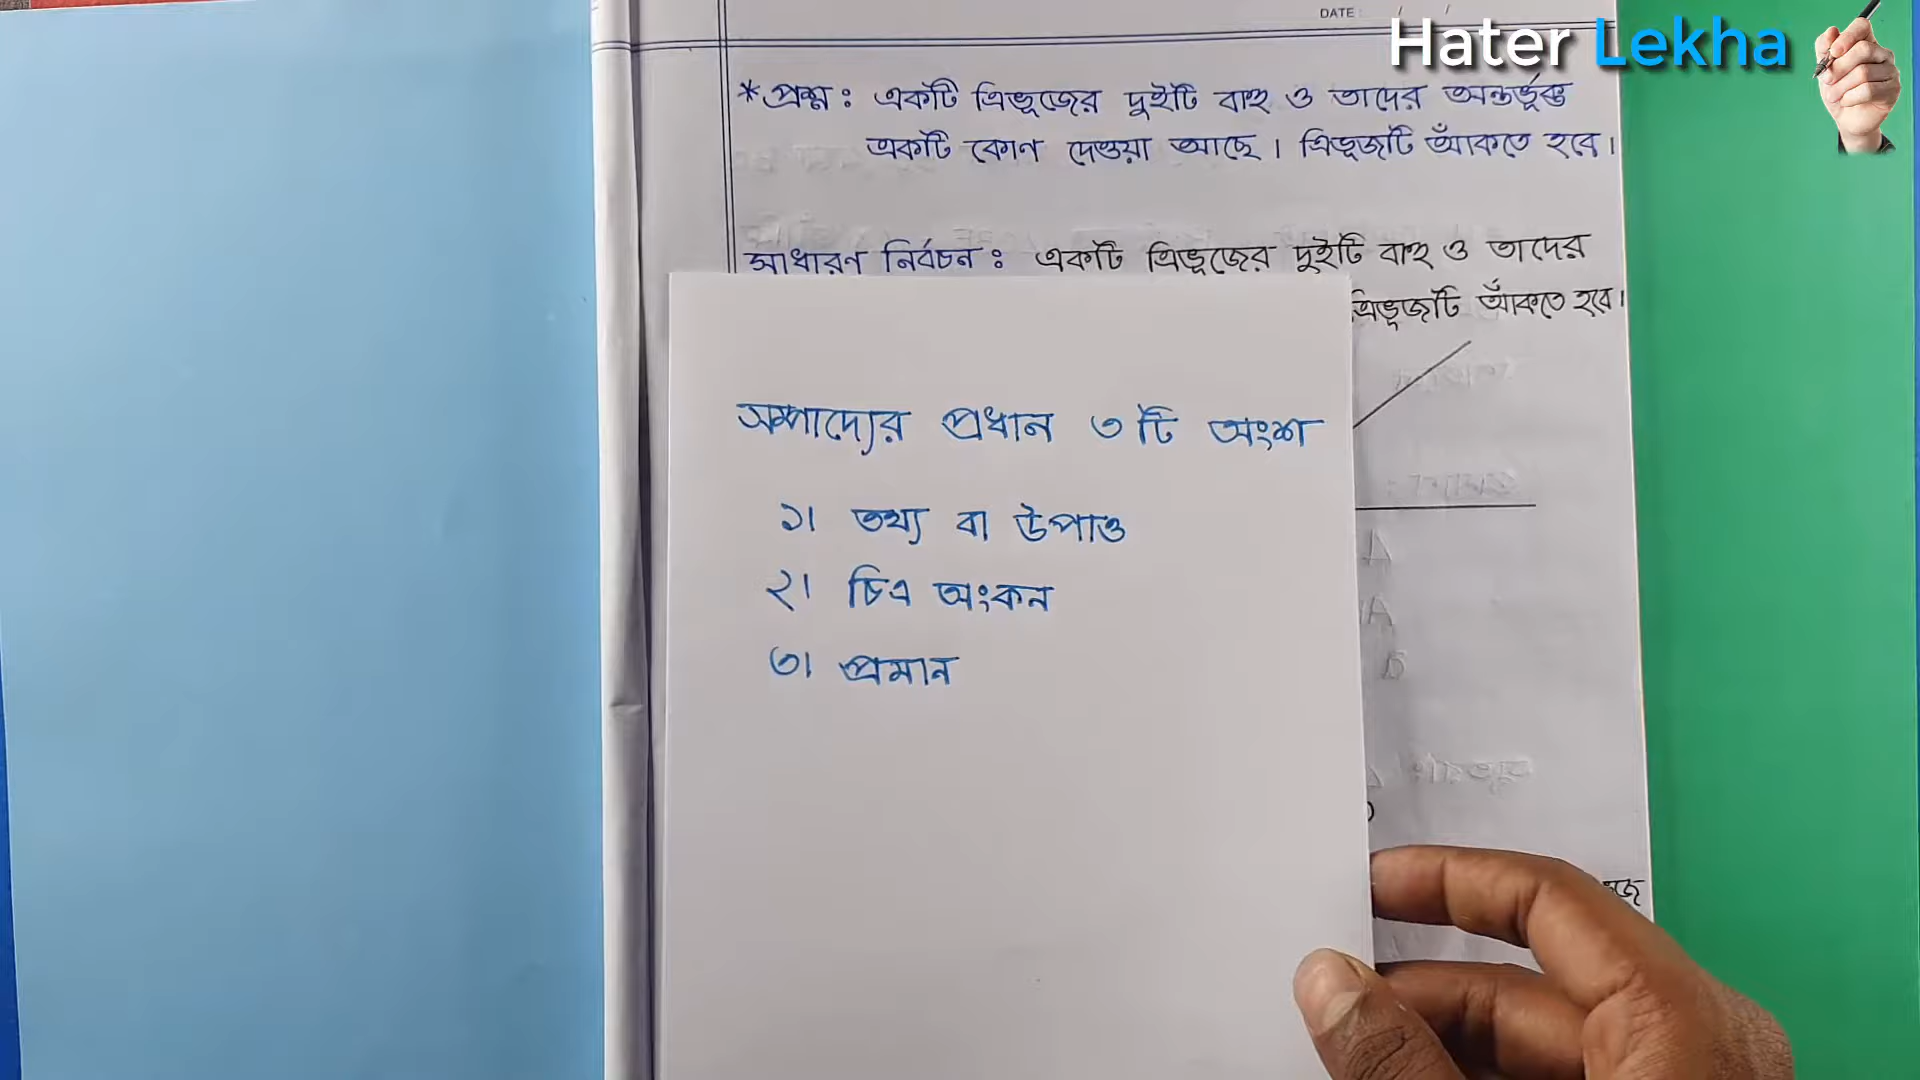 DATE : / /
Hater Lekha
*প্রশ্ন : একটি ত্রিভূজের দুইটি বাহু ও তাদের অন্তর্ভূক্ত
একটি কোণ দেওয়া আছে। ত্রিভূজটি আঁকতে হবে।
সাধারণ নির্বচন : একটি ত্রিভূজের দুইটি বাহু ও তাদের
ত্রিভূজটি আঁকতে হবে।
সম্পাদ্যের প্রধান ৩ টি অংশ
১। তথ্য বা উপাত্ত
২। চিত্র অংকন
৩। প্রমান